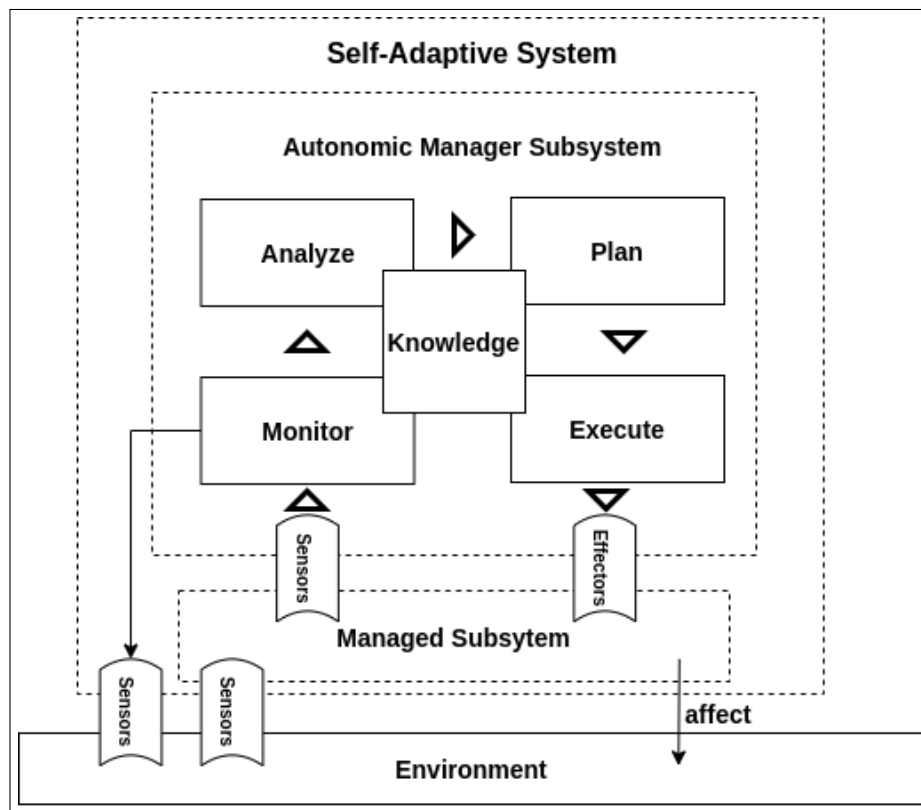 Self-Adaptive System
Autonomic Manager Subsystem
Analyze
Plan
Knowledge
Monitor
Execute
Sensors
Effectors
Managed Subsytem
Sensors
Sensors
affect
Environment